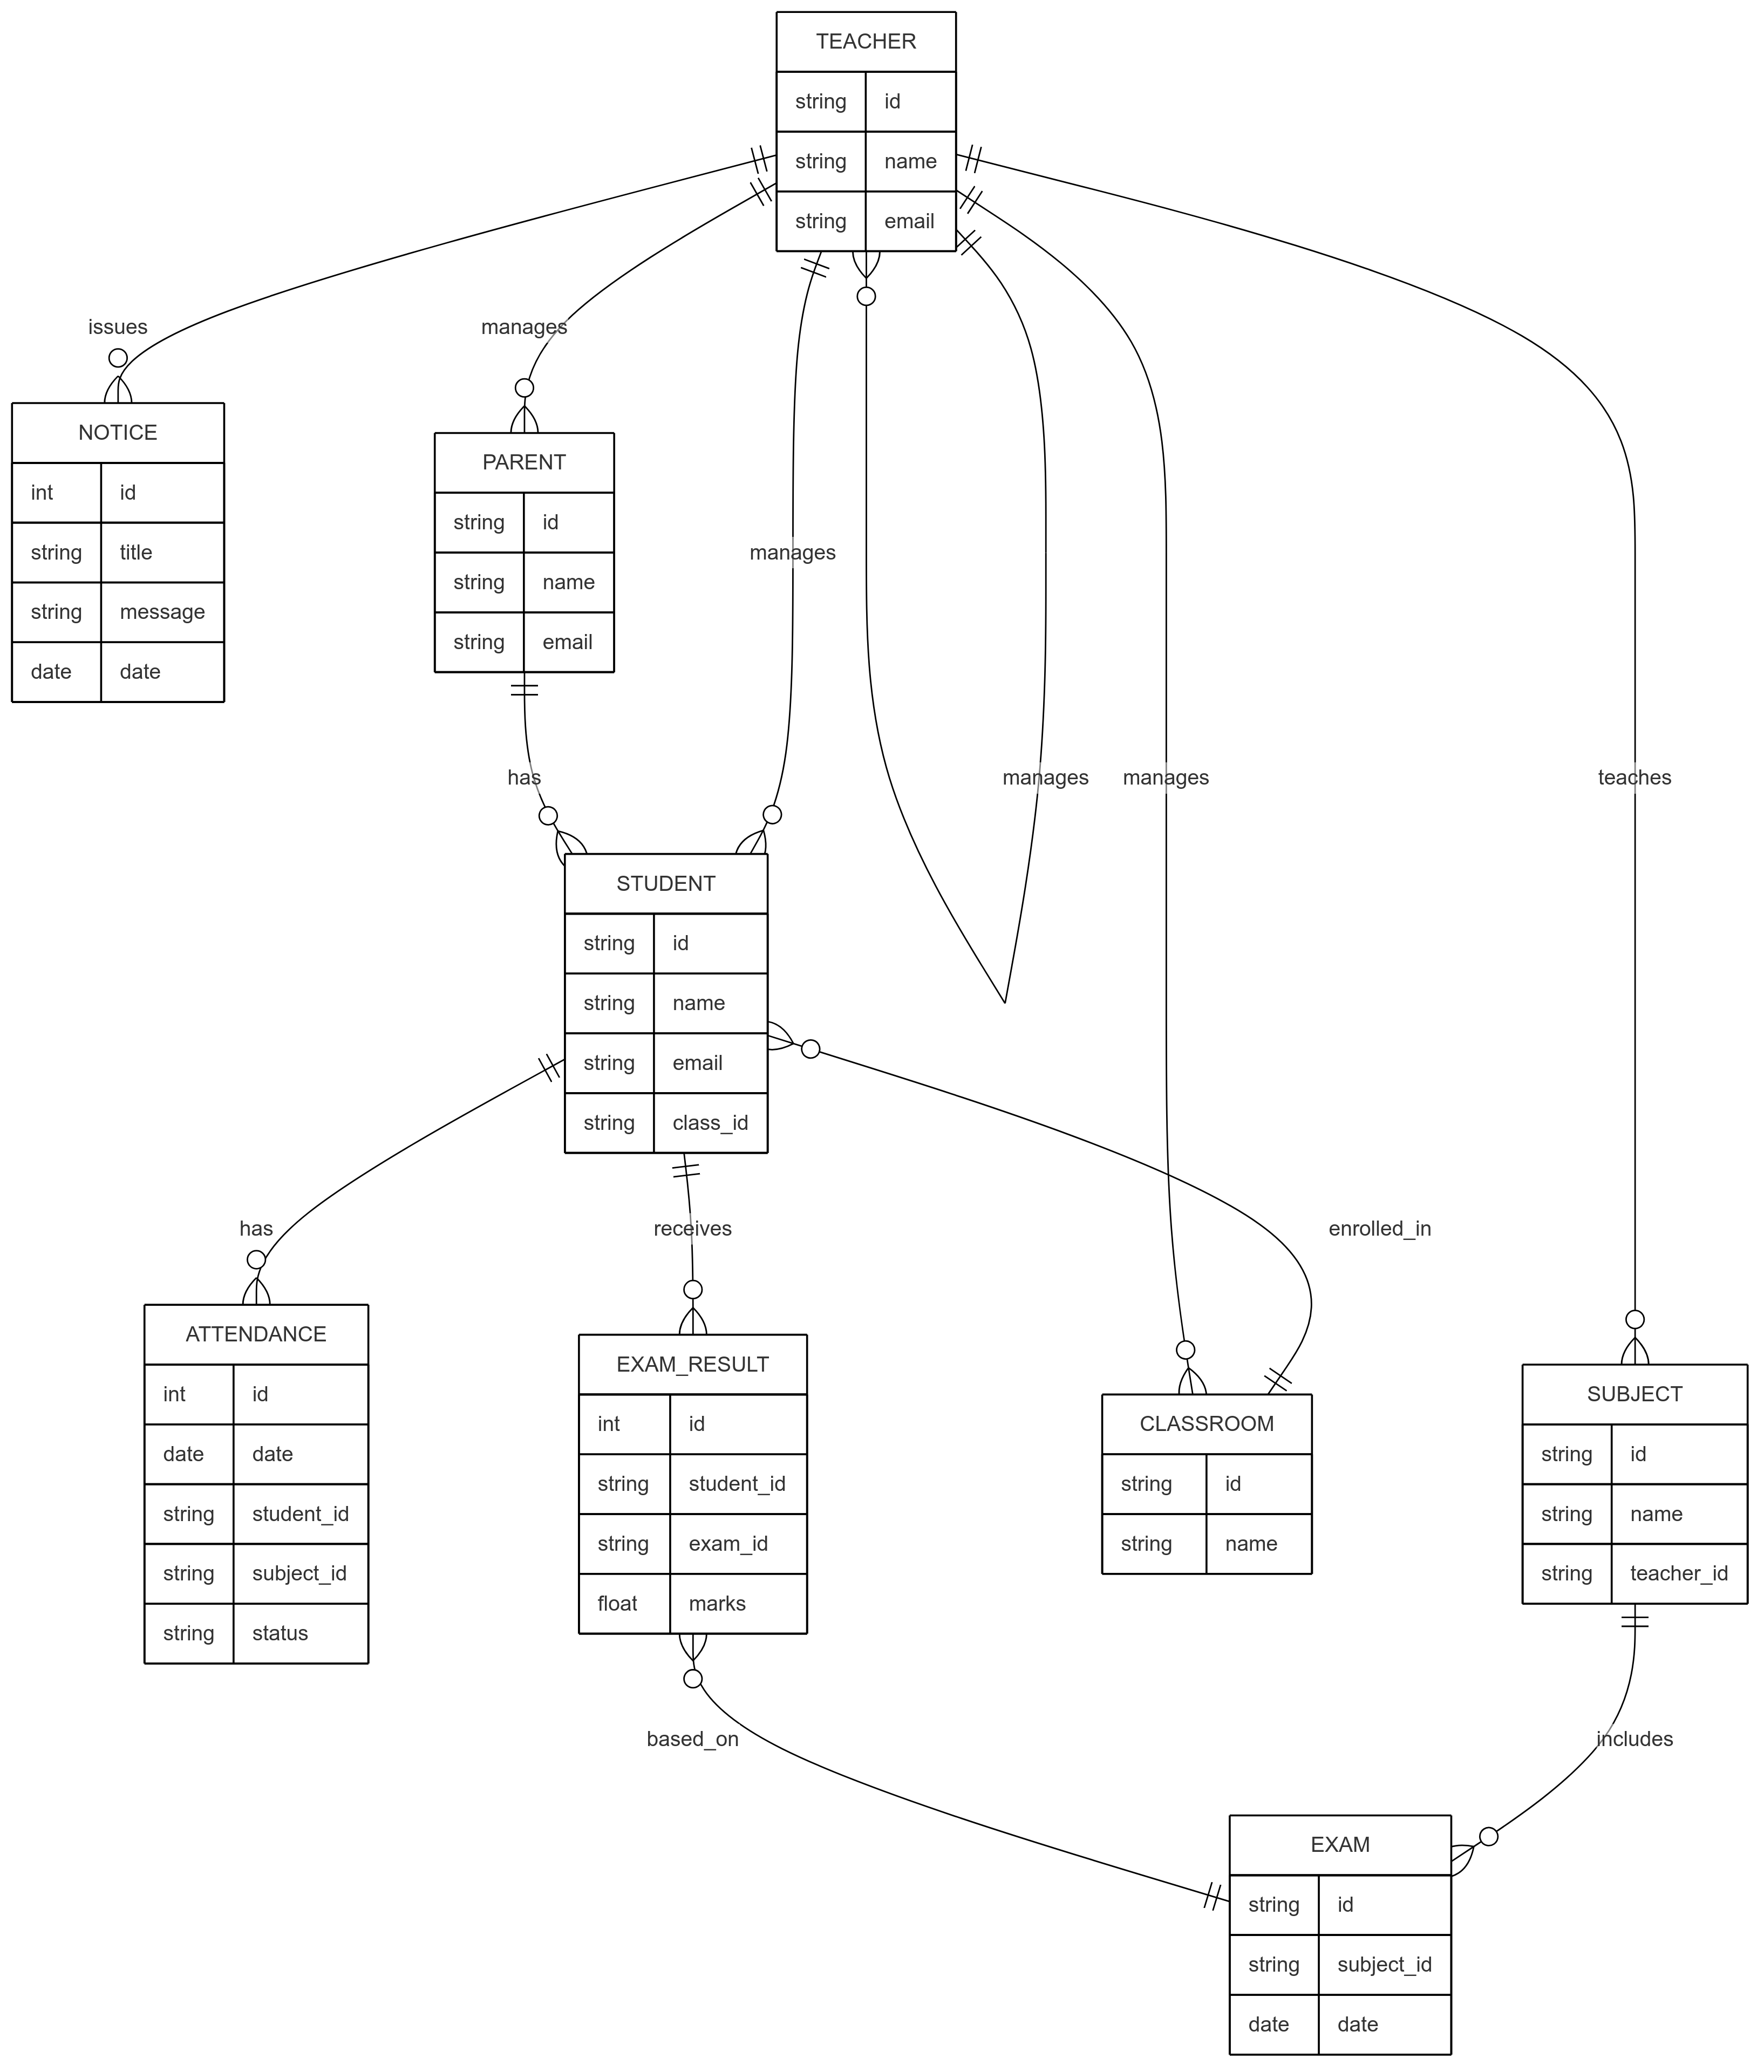 TEACHER
string id
string name
string email
issues
manages
NOTICE
int id
string title
string message
date date
PARENT
string id
string name
string email
manages
has
manages
manages
teaches
STUDENT
string id
string name
string email
string class_id
has
receives
enrolled_in
ATTENDANCE
int id
date date
string student_id
string subject_id
string status
EXAM_RESULT
int id
string student_id
string exam_id
float marks
CLASSROOM
string id
string name
SUBJECT
string id
string name
string teacher_id
based_on
includes
EXAM
string id
string subject_id
date date